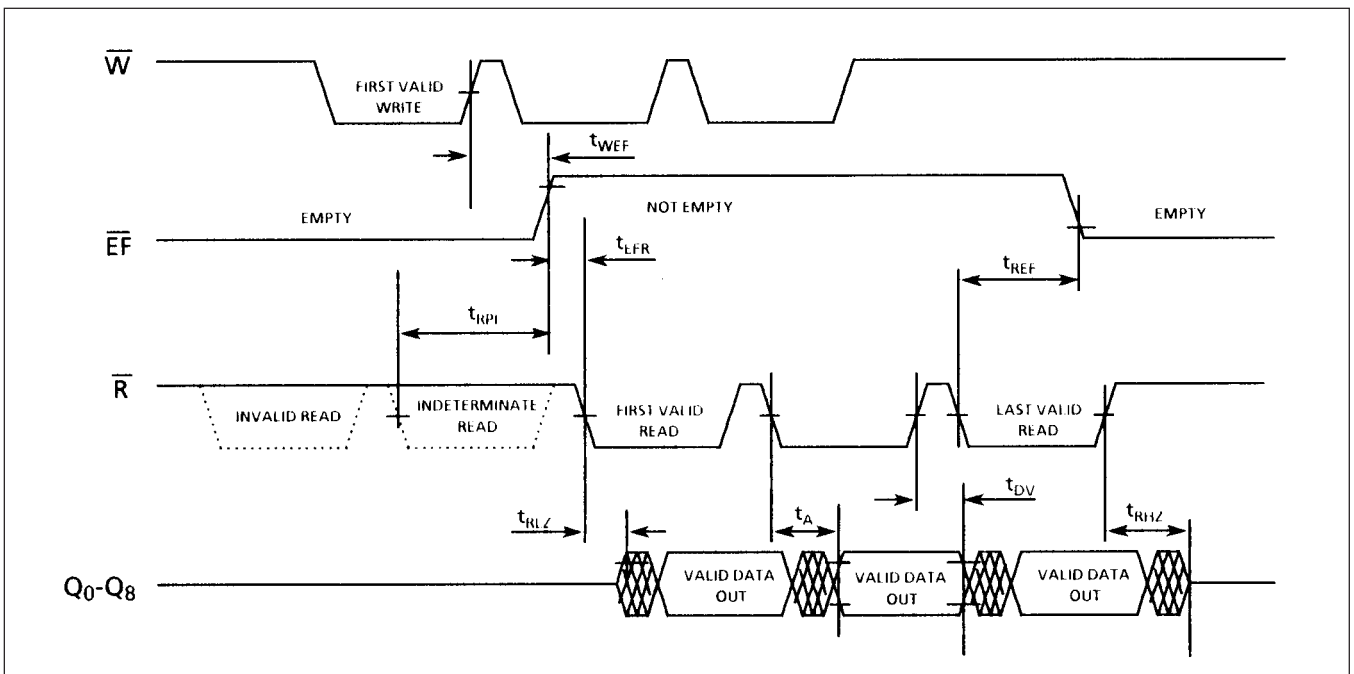 W̅
FIRST VALID
WRITE
tWEF
EMPTY
NOT EMPTY
EMPTY
E̅F̅
tEFR
tREF
tRPI
R̅
INVALID READ
INDETERMINATE
READ
FIRST VALID
READ
LAST VALID
READ
tRLZ
tA
tDV
tRHZ
Q0-Q8
VALID DATA
OUT
VALID DATA
OUT
VALID DATA
OUT